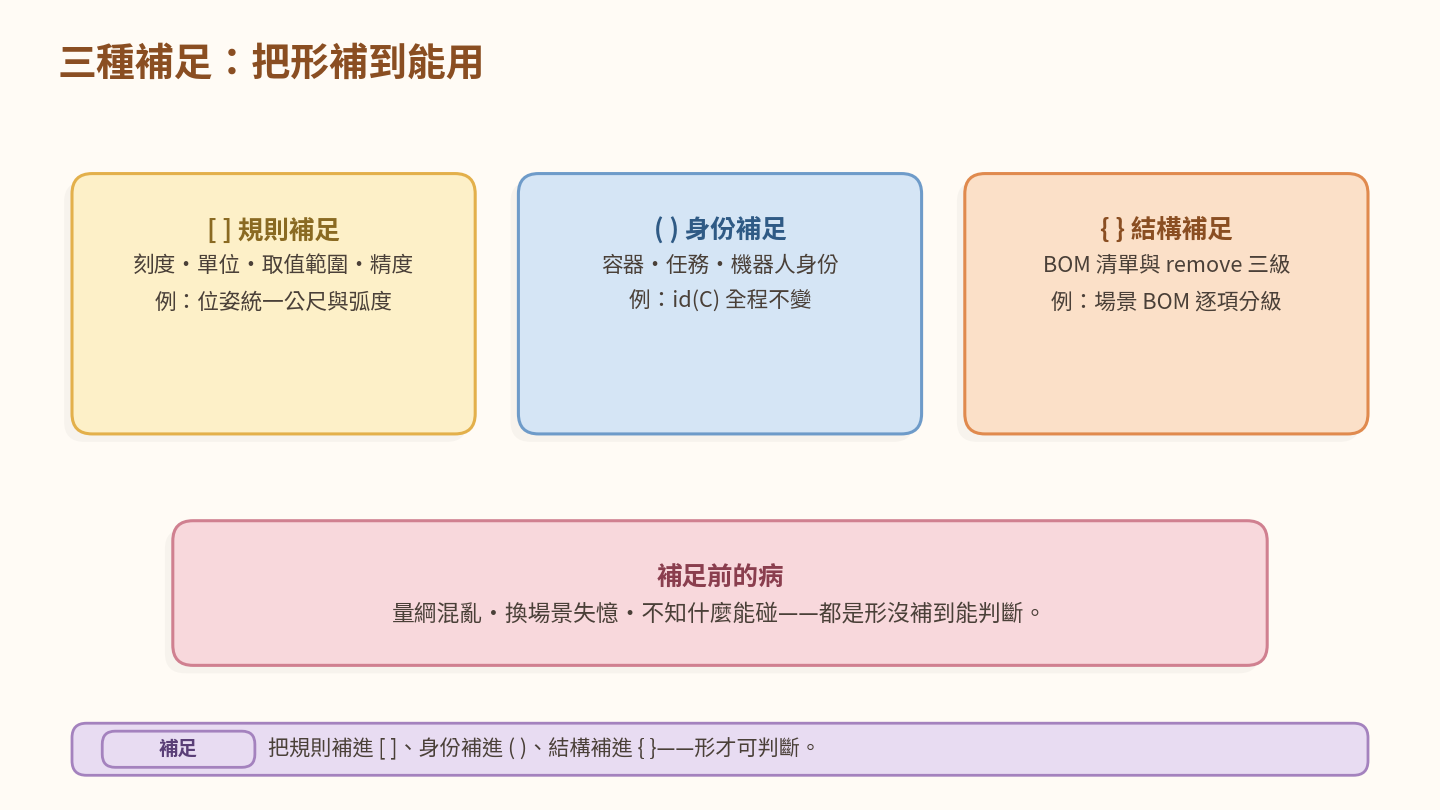 三種補足：把形補到能用
[ ] 規則補足
刻度・單位・取值範圍・精度
例：位姿統一公尺與弧度
( ) 身份補足
容器・任務・機器人身份
例：id(C) 全程不變
{ } 結構補足
BOM 清單與 remove 三級
例：場景 BOM 逐項分級
補足前的病
量綱混亂・換場景失憶・不知什麼能碰——都是形沒補到能判斷。
補足
把規則補進 [ ]、身份補進 ( )、結構補進 { }——形才可判斷。